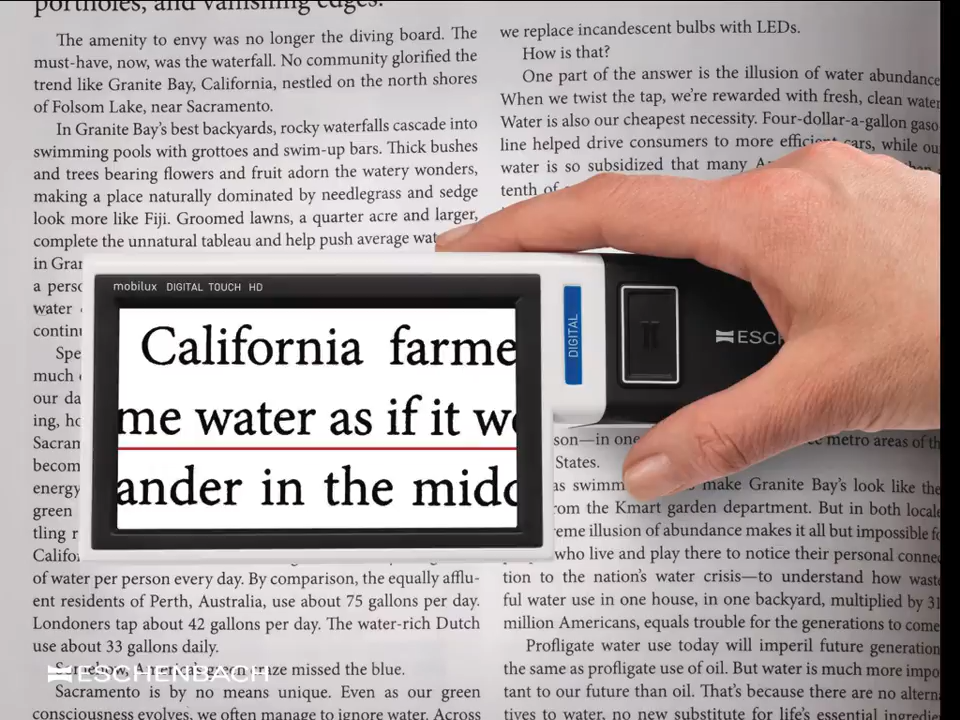 portholes, and vanishing edges.
The amenity to envy was no longer the diving board. The
must-have, now, was the waterfall. No community glorified the
trend like Granite Bay, California, nestled on the north shores
of Folsom Lake, near Sacramento.
In Granite Bay's best backyards, rocky waterfalls cascade into
swimming pools with grottoes and swim-up bars. Thick bushes
and trees bearing flowers and fruit adorn the watery wonders,
making a place naturally dominated by needlegrass and sedge
look more like Fiji. Groomed lawns, a quarter acre and larger,
complete the unnatural tableau and help push average
in
a
water
Spe
much
our da
ing,
Sacram
becom
energy
green
tling
Califor
of water per person every day. By comparison, the equally afflu-
ent residents of Perth, Australia, use about 75 gallons per day.
Londoners tap about 42 gallons per day. The water-rich Dutch
use about 33 gallons daily.
Somehow, America's green craze missed the blue.
Sacramento is by no means unique. Even as our green
consciousness evolves, we often manage to ignore water. Across
we replace incandescent bulbs with LEDs.
How is that?
One part of the answer is the illusion of water abundance
When we twist the tap, we're rewarded with fresh, clean water
Water is also our cheapest necessity. Four-dollar-a-gallon gaso
line helped drive consumers to more efficient cars, while ou
water is so subsidized that many
tenth of
son—in one metro areas of th
States.
as swimm make Granite Bay's look like the
rom the Kmart garden department. But in both locale
eme illusion of abundance makes it all but impossible fo
who live and play there to notice their personal connec
tion to the nation's water crisis—to understand how waste
ful water use in one house, in one backyard, multiplied by 31
million Americans, equals trouble for the generations to come
Profligate water use today will imperil future generation
the same as profligate use of oil. But water is much more impo
tant to our future than oil. That's because there are no altern
tives to water, no new substitute for life's essential ingredie
mobilux DIGITAL TOUCH HD
California farme
me water as if it we
ander in the midd
DIGITAL
ESCH
ESCHENBACH